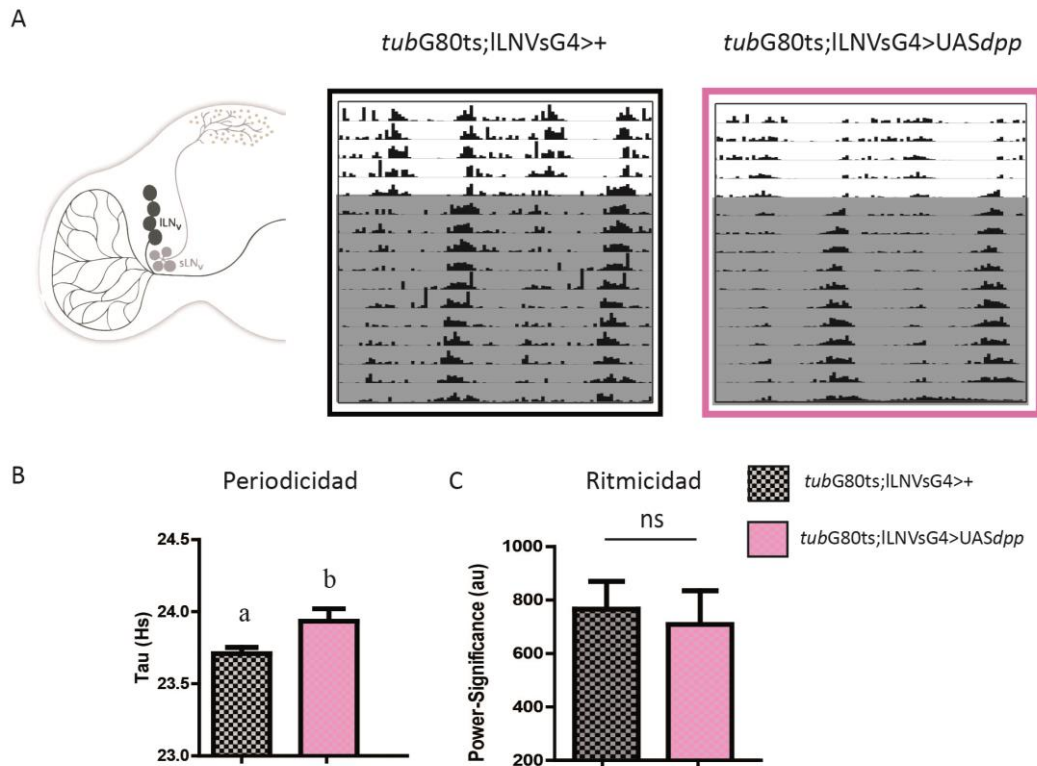 A
tubG80ts;lLNVsG4>+
tubG80ts;lLNVsG4>UASdpp
lLNv
sLNv
B
Periodicidad
24.5
24.0
23.5
23.0
Tau (Hs)
a
b
C
Ritmicidad
ns
1000
800
600
400
200
Power-Significance (au)
tubG80ts;lLNVsG4>+
tubG80ts;lLNVsG4>UASdpp